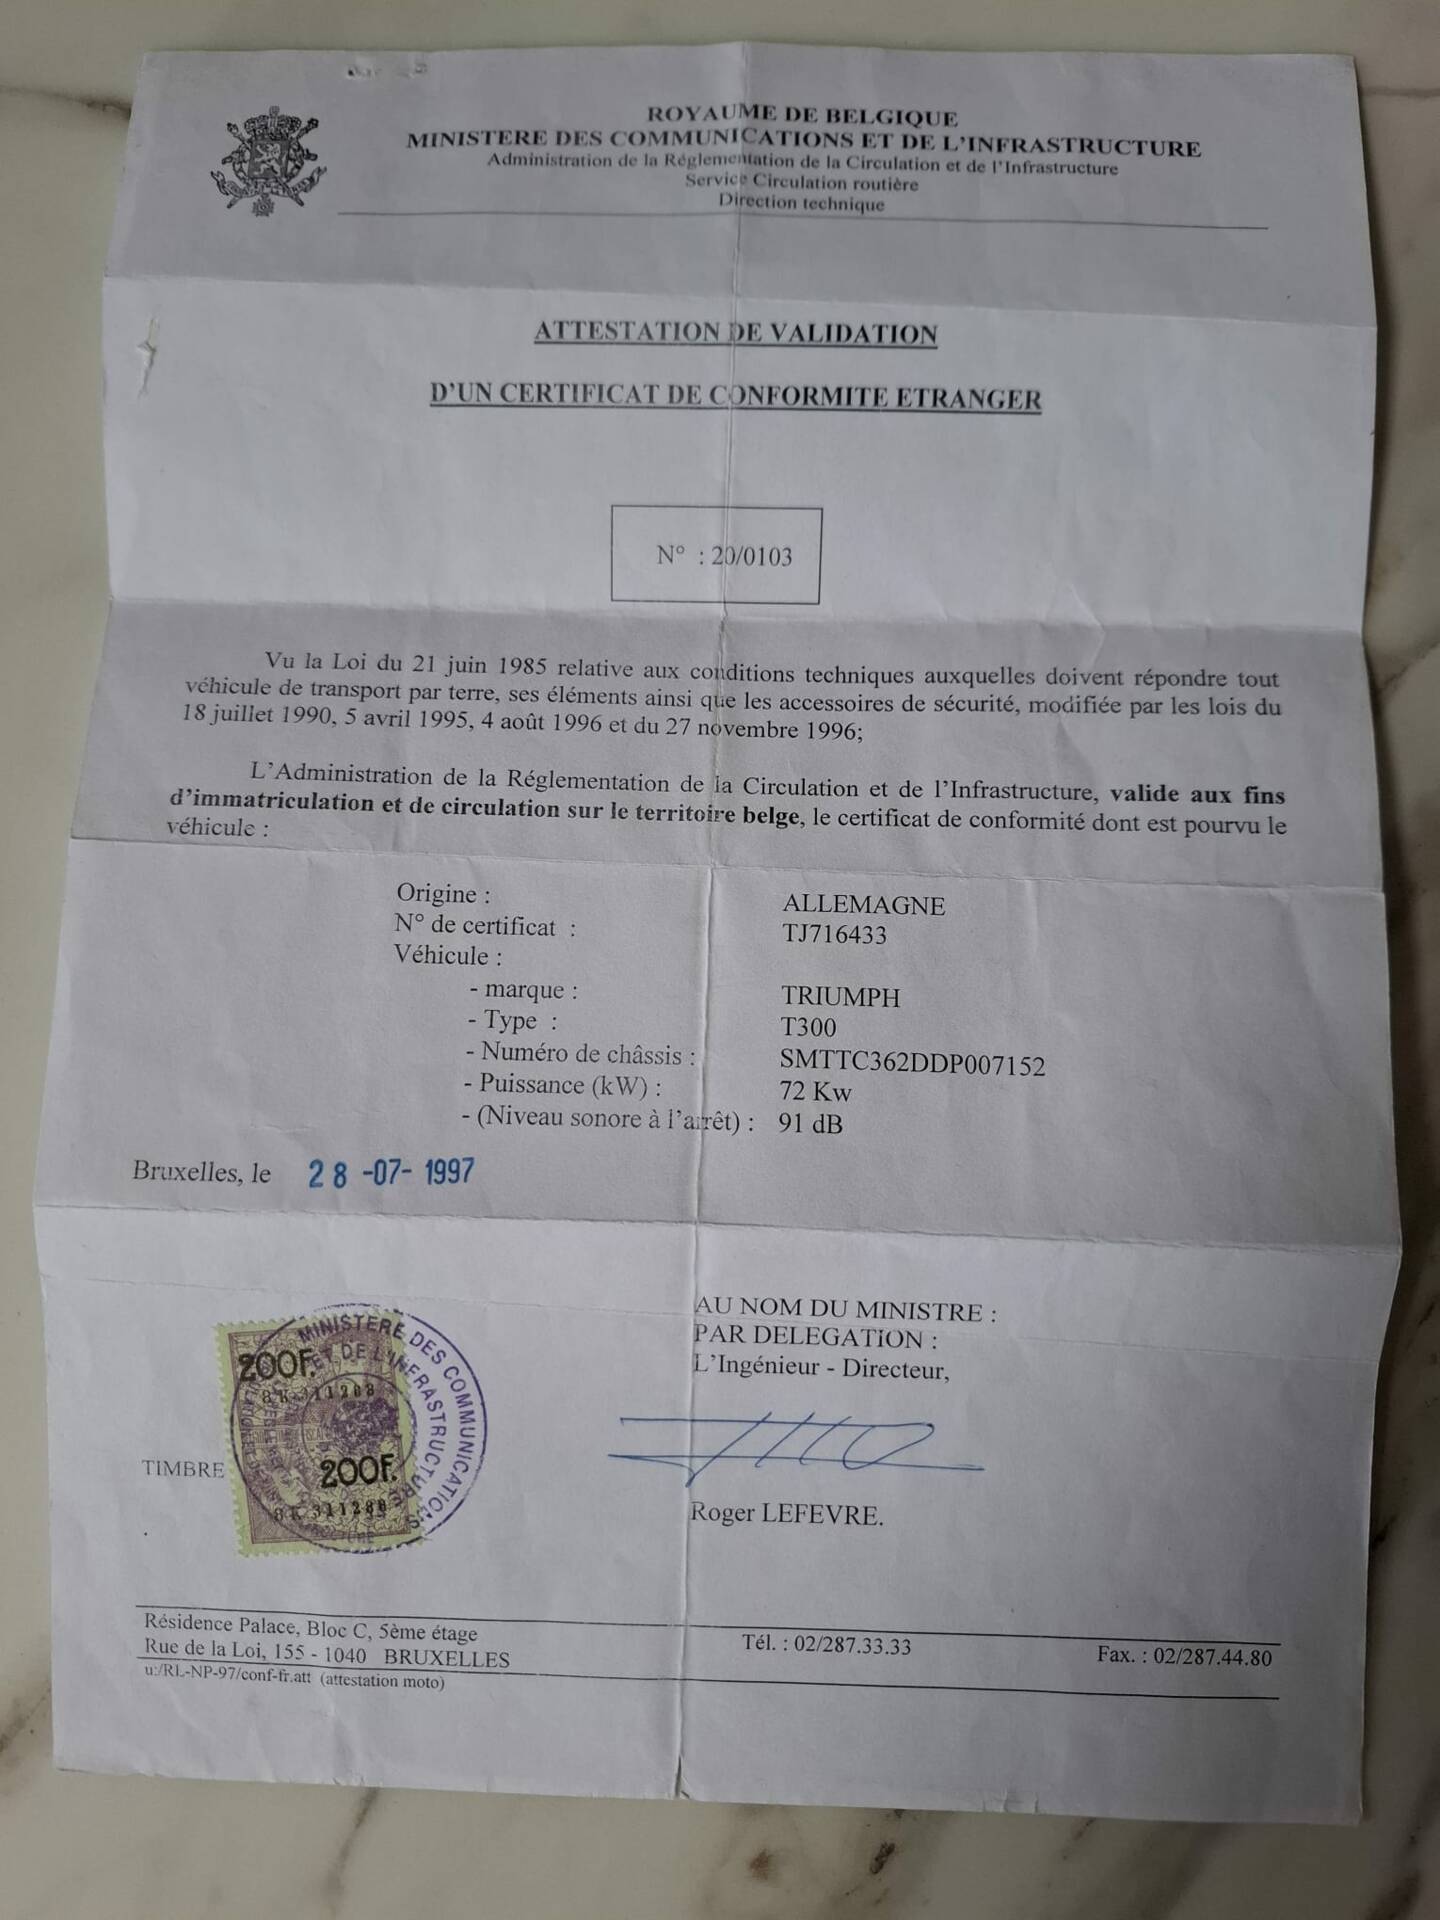 ROYAUME DE BELGIQUE
MINISTERE DES COMMUNICATIONS ET DE L'INFRASTRUCTURE
Administration de la Réglementation de la Circulation et de l'Infrastructure
Service Circulation routière
Direction technique
ATTESTATION DE VALIDATION
D'UN CERTIFICAT DE CONFORMITE ETRANGER
N° : 20/0103
Vu la Loi du 21 juin 1985 relative aux conditions techniques auxquelles doivent répondre tout
véhicule de transport par terre, ses éléments ainsi que les accessoires de sécurité, modifiée par les lois du
18 juillet 1990, 5 avril 1995, 4 août 1996 et du 27 novembre 1996;
L'Administration de la Réglementation de la Circulation et de l'Infrastructure, valide aux fins
d'immatriculation et de circulation sur le territoire belge, le certificat de conformité dont est pourvu le
véhicule :
Origine : ALLEMAGNE
N° de certificat : TJ716433
Véhicule :
- marque : TRIUMPH
- Type : T300
- Numéro de châssis : SMTTC362DDP007152
- Puissance (kW) : 72 Kw
- (Niveau sonore à l'arrêt) : 91 dB
Bruxelles, le 28 -07- 1997
AU NOM DU MINISTRE :
PAR DELEGATION :
L'Ingénieur - Directeur,
MINISTERE DES COMMUNICATIONS
ET DE L'INFRASTRUCTURE
200F.
8K 311288
200F.
8K 311288
TIMBRE
Roger LEFEVRE.
Résidence Palace, Bloc C, 5ème étage
Rue de la Loi, 155 - 1040 BRUXELLES
Tél. : 02/287.33.33
Fax. : 02/287.44.80
u:/RL-NP-97/conf-fr.att (attestation moto)